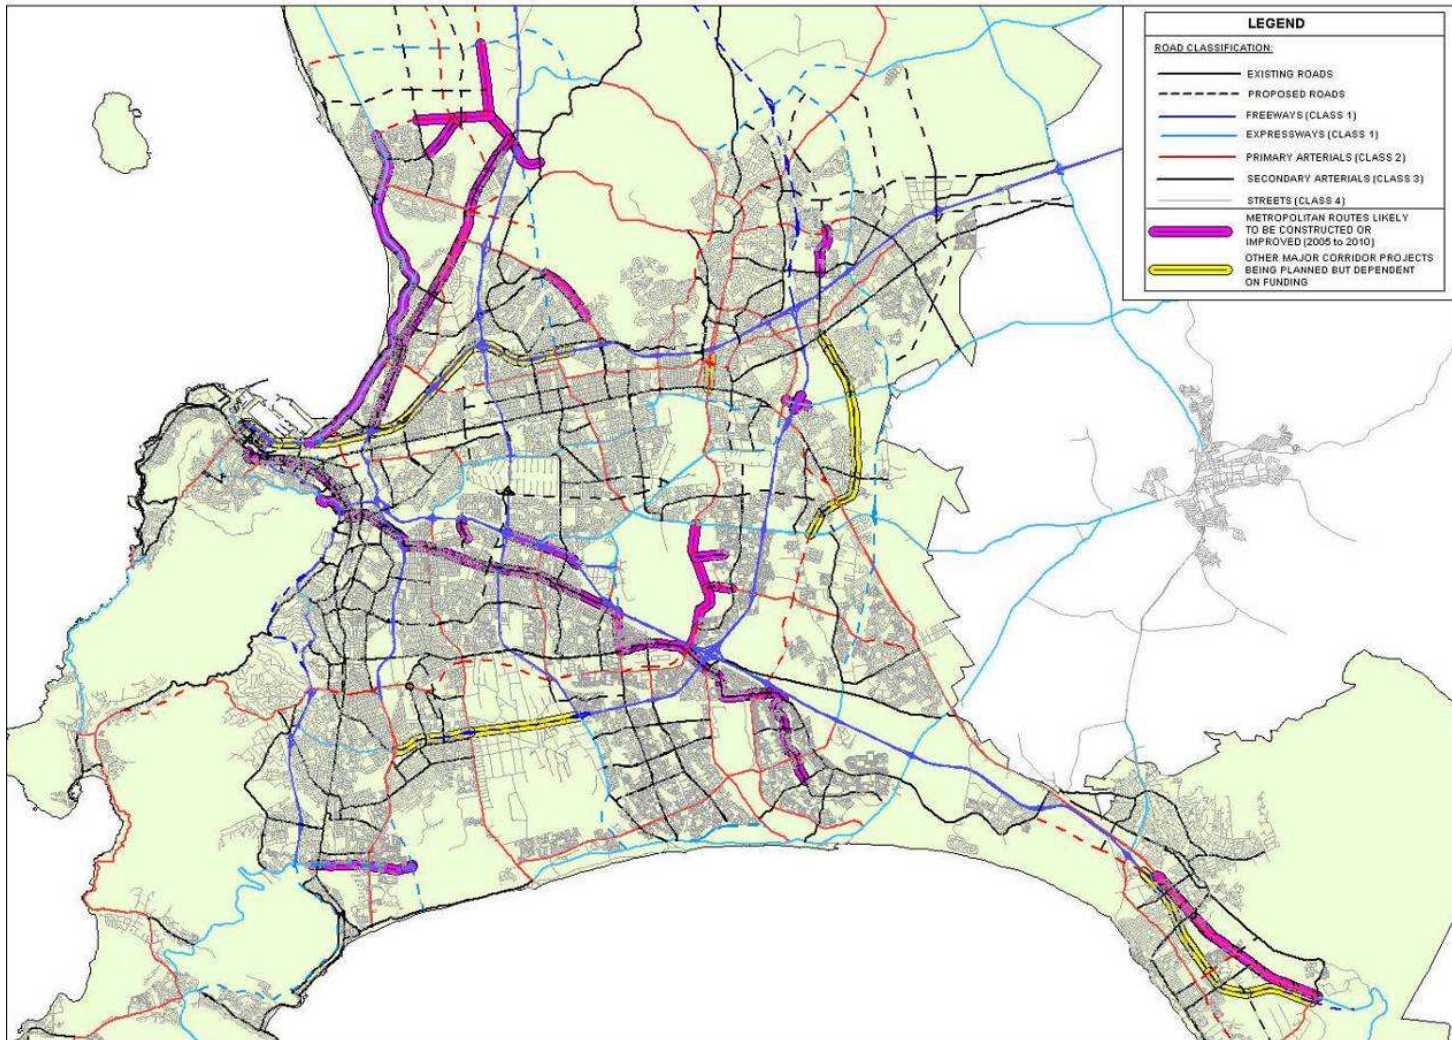 LEGEND
ROAD CLASSIFICATION:
EXISTING ROADS
PROPOSED ROADS
FREEWAYS (CLASS 1)
EXPRESSWAYS (CLASS 1)
PRIMARY ARTERIALS (CLASS 2)
SECONDARY ARTERIALS (CLASS 3)
STREETS (CLASS 4)
METROPOLITAN ROUTES LIKELY
TO BE CONSTRUCTED OR
IMPROVED (2005 to 2010)
OTHER MAJOR CORRIDOR PROJECTS
BEING PLANNED BUT DEPENDENT
ON FUNDING